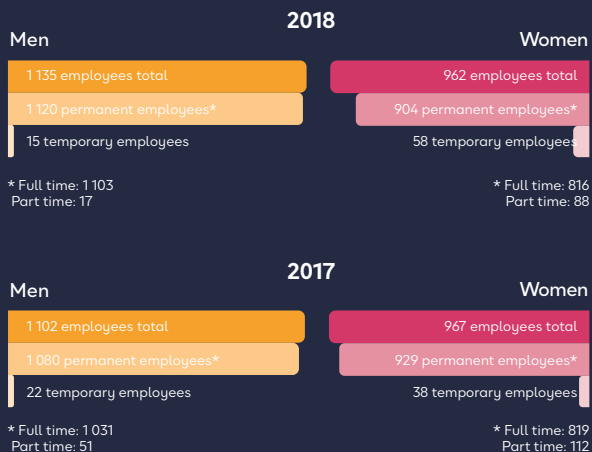 2018
Men
Women
1 135 employees total
962 employees total
1 120 permanent employees*
904 permanent employees*
15 temporary employees
58 temporary employees
* Full time: 1 103
Part time: 17
* Full time: 816
Part time: 88
2017
Men
Women
1 102 employees total
967 employees total
1 080 permanent employees*
929 permanent employees*
22 temporary employees
38 temporary employees
* Full time: 1 031
Part time: 51
* Full time: 819
Part time: 112